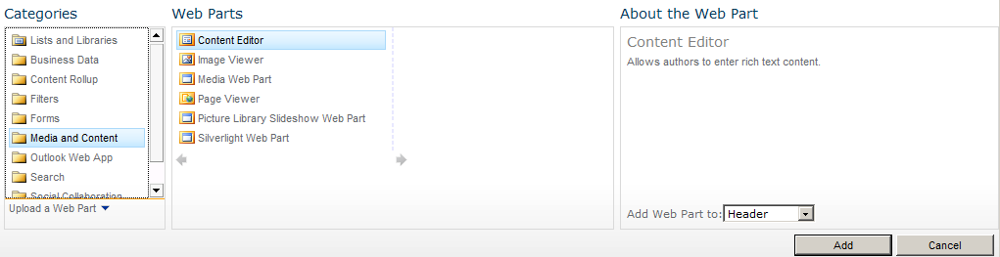 Categories
Lists and Libraries
Business Data
Content Rollup
Filters
Forms
Media and Content
Outlook Web App
Search
Social Collaboration
Upload a Web Part
Web Parts
Content Editor
Image Viewer
Media Web Part
Page Viewer
Picture Library Slideshow Web Part
Silverlight Web Part
About the Web Part
Content Editor
Allows authors to enter rich text content.
Add Web Part to: Header
Add Cancel